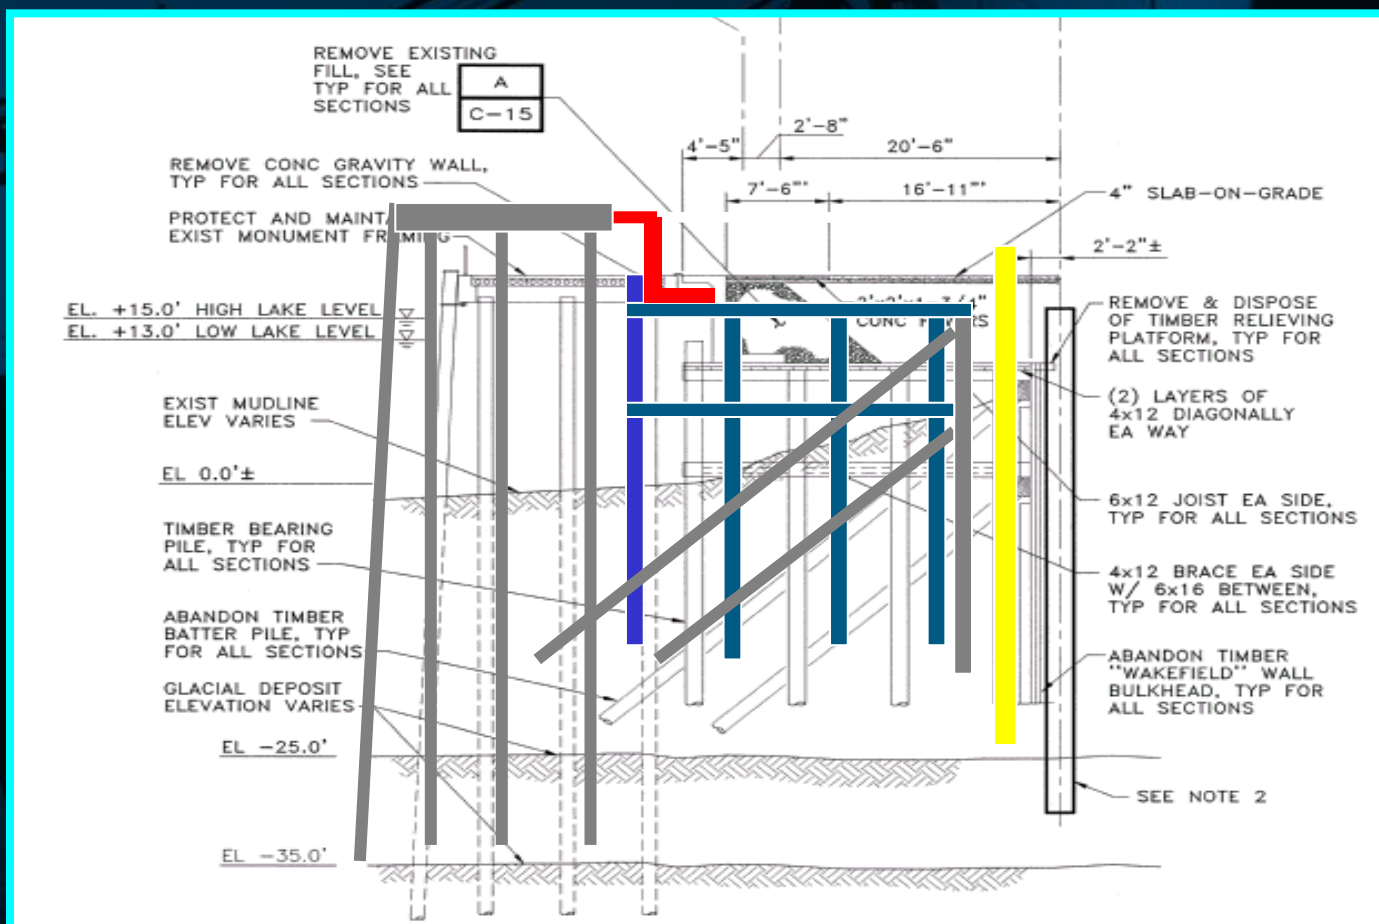 REMOVE EXISTING
FILL, SEE
TYP FOR ALL
SECTIONS
A
C-15
2'-8"
4'-5"
20'-6"
REMOVE CONC GRAVITY WALL,
TYP FOR ALL SECTIONS
7'-6"
16'-11"
4" SLAB-ON-GRADE
PROTECT AND
EXIST MONUMENT
2'-2"±
EL. +15.0' HIGH LAKE LEVEL
EL. +13.0' LOW LAKE LEVEL
CONC
REMOVE & DISPOSE
OF TIMBER RELIEVING
PLATFORM, TYP FOR
ALL SECTIONS
EXIST MUDLINE
ELEV VARIES
(2) LAYERS OF
4x12 DIAGONALLY
EA WAY
EL 0.0'±
6x12 JOIST EA SIDE,
TYP FOR ALL SECTIONS
TIMBER BEARING
PILE, TYP FOR
ALL SECTIONS
4x12 BRACE EA SIDE
W/ 6x16 BETWEEN,
TYP FOR ALL SECTIONS
ABANDON TIMBER
BATTER PILE, TYP
FOR ALL SECTIONS
ABANDON TIMBER
"WAKEFIELD" WALL
BULKHEAD, TYP FOR
ALL SECTIONS
GLACIAL DEPOSIT
ELEVATION VARIES
EL -25.0'
SEE NOTE 2
EL -35.0'